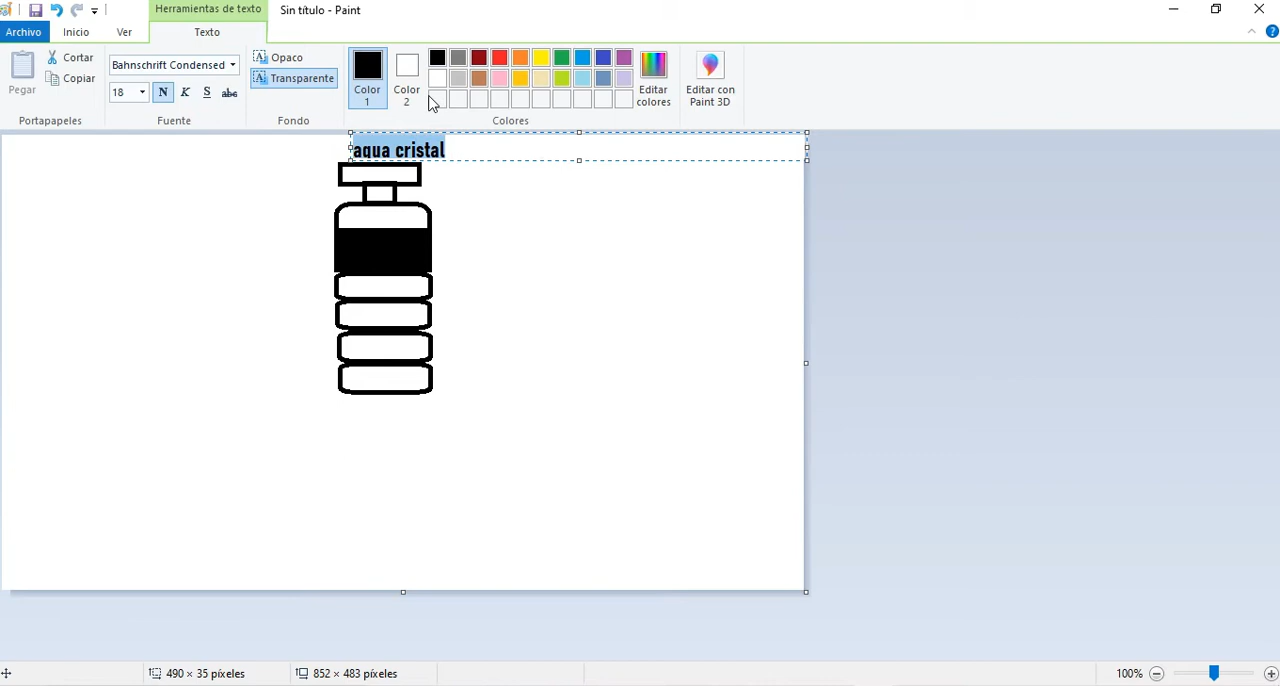 Herramientas de texto
Sin título - Paint
Archivo
Inicio
Ver
Texto
Pegar
Cortar
Copiar
Portapapeles
Bahnschrift Condensed
18
N
K
S
abc
Fuente
Opaco
Transparente
Fondo
Color
1
Color
2
Editar
colores
Colores
Editar con
Paint 3D
agua cristal
490 × 35 píxeles
852 × 483 píxeles
100%